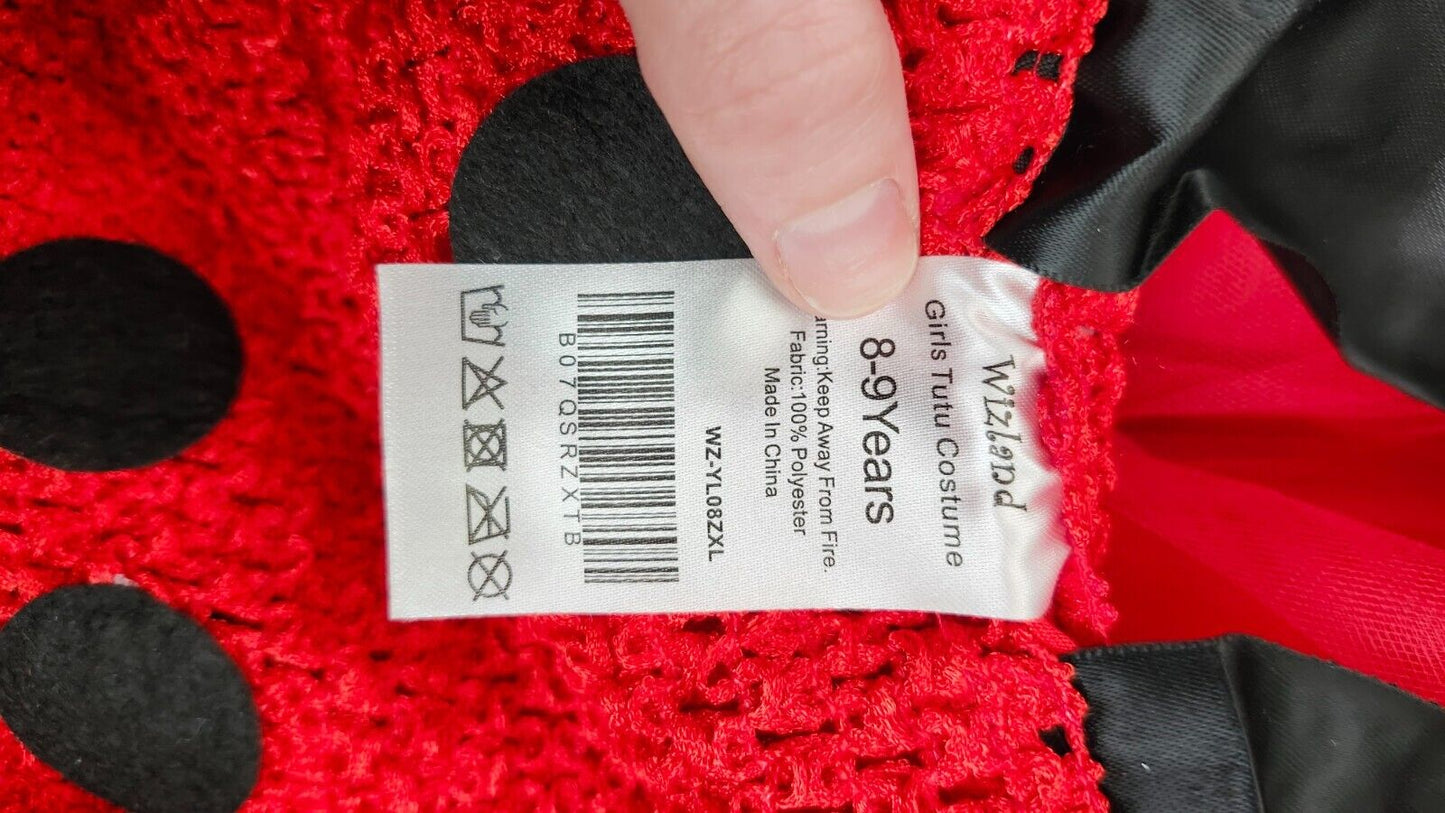 Wizland
Girls Tutu Costume
8-9Years
arning:Keep Away From Fire.
Fabric:100% Polyester
Made In China
WZ-YL08ZXL
B07QSRZXTB